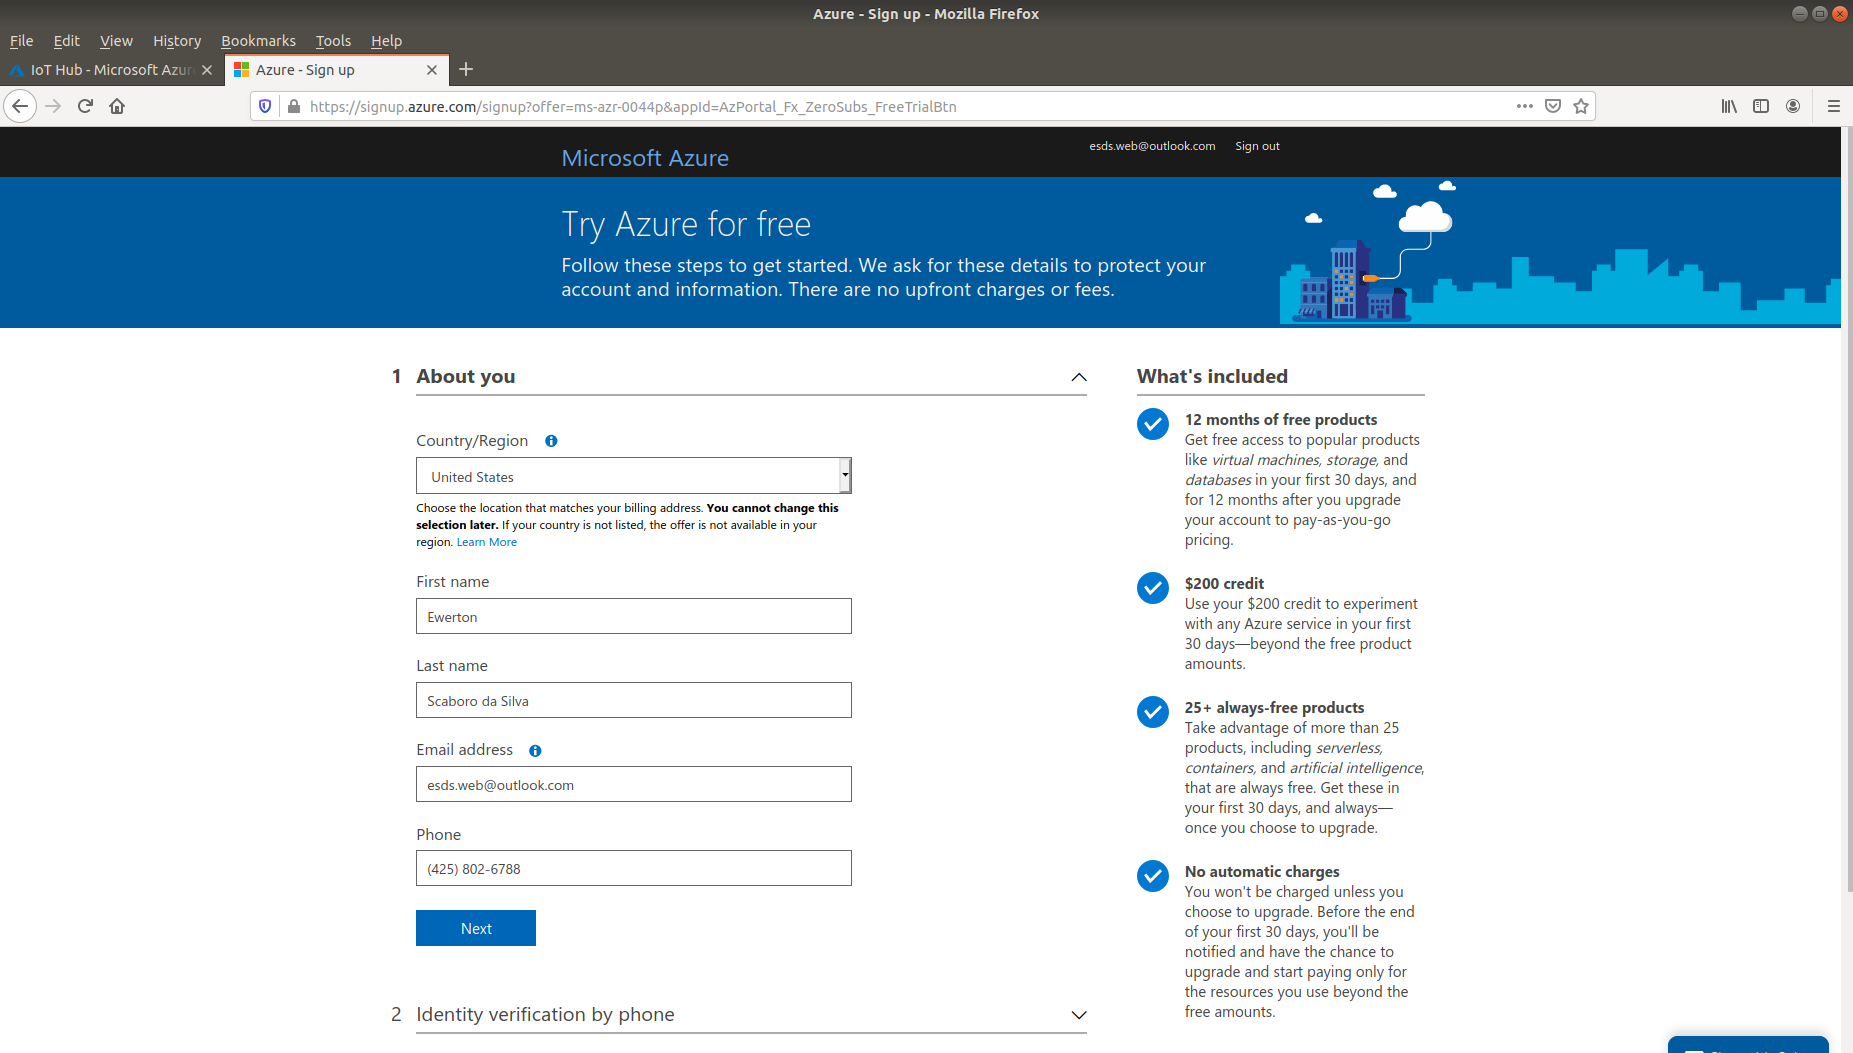 Azure - Sign up - Mozilla Firefox
File Edit View History Bookmarks Tools Help
IoT Hub - Microsoft Azur
Azure - Sign up
https://signup.azure.com/signup?offer=ms-azr-0044p&appId=AzPortal_Fx_ZeroSubs_FreeTrialBtn
Microsoft Azure
esds.web@outlook.com Sign out
Try Azure for free
Follow these steps to get started. We ask for these details to protect your
account and information. There are no upfront charges or fees.
1 About you
Country/Region
United States
Choose the location that matches your billing address. You cannot change this
selection later. If your country is not listed, the offer is not available in your
region. Learn More
First name
Ewerton
Last name
Scaboro da Silva
Email address
esds.web@outlook.com
Phone
(425) 802-6788
Next
2 Identity verification by phone
What's included
12 months of free products
Get free access to popular products
like virtual machines, storage, and
databases in your first 30 days, and
for 12 months after you upgrade
your account to pay-as-you-go
pricing.
$200 credit
Use your $200 credit to experiment
with any Azure service in your first
30 days—beyond the free product
amounts.
25+ always-free products
Take advantage of more than 25
products, including serverless,
containers, and artificial intelligence,
that are always free. Get these in
your first 30 days, and always—
once you choose to upgrade.
No automatic charges
You won't be charged unless you
choose to upgrade. Before the end
of your first 30 days, you'll be
notified and have the chance to
upgrade and start paying only for
the resources you use beyond the
free amounts.